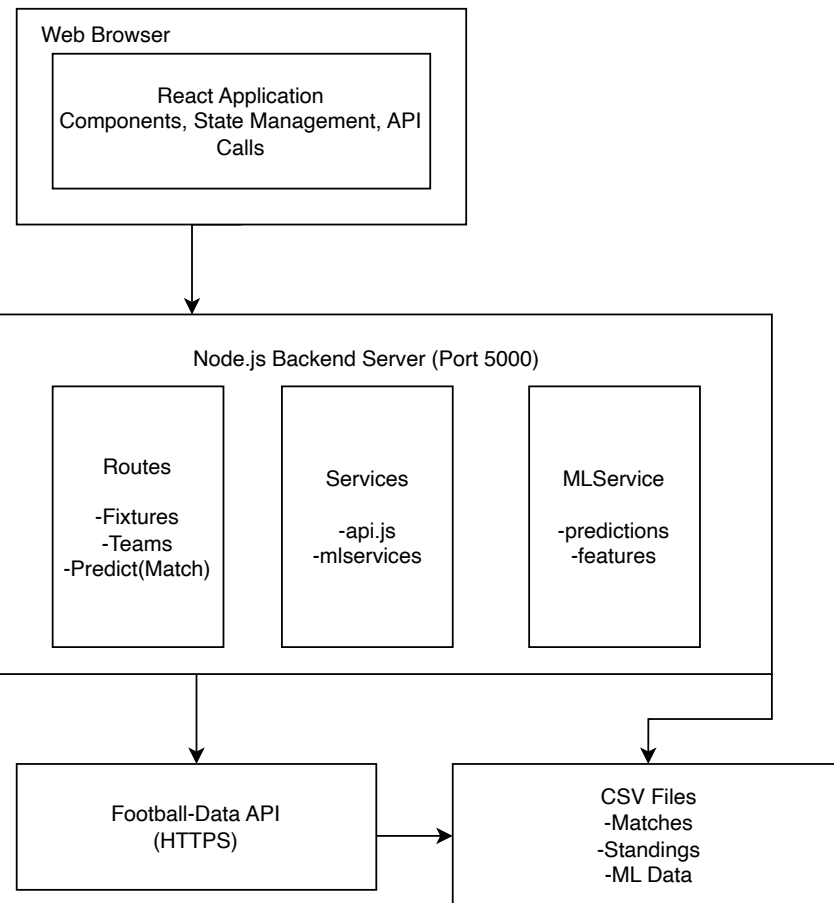 Web Browser
React Application
Components, State Management, API
Calls
Node.js Backend Server (Port 5000)
Routes
-Fixtures
-Teams
-Predict(Match)
Services
-api.js
-mlservices
MLService
-predictions
-features
Football-Data API
(HTTPS)
CSV Files
-Matches
-Standings
-ML Data